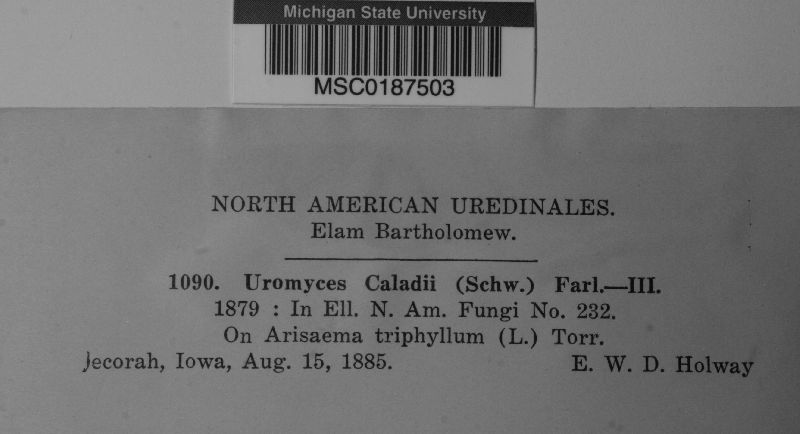 Michigan State University
MSC0187503
NORTH AMERICAN UREDINALES.
Elam Bartholomew.
1090. Uromyces Caladii (Schw.) Farl.—III.
1879 : In Ell. N. Am. Fungi No. 232.
On Arisaema triphyllum (L.) Torr.
Jecorah, Iowa, Aug. 15, 1885. E. W. D. Holway